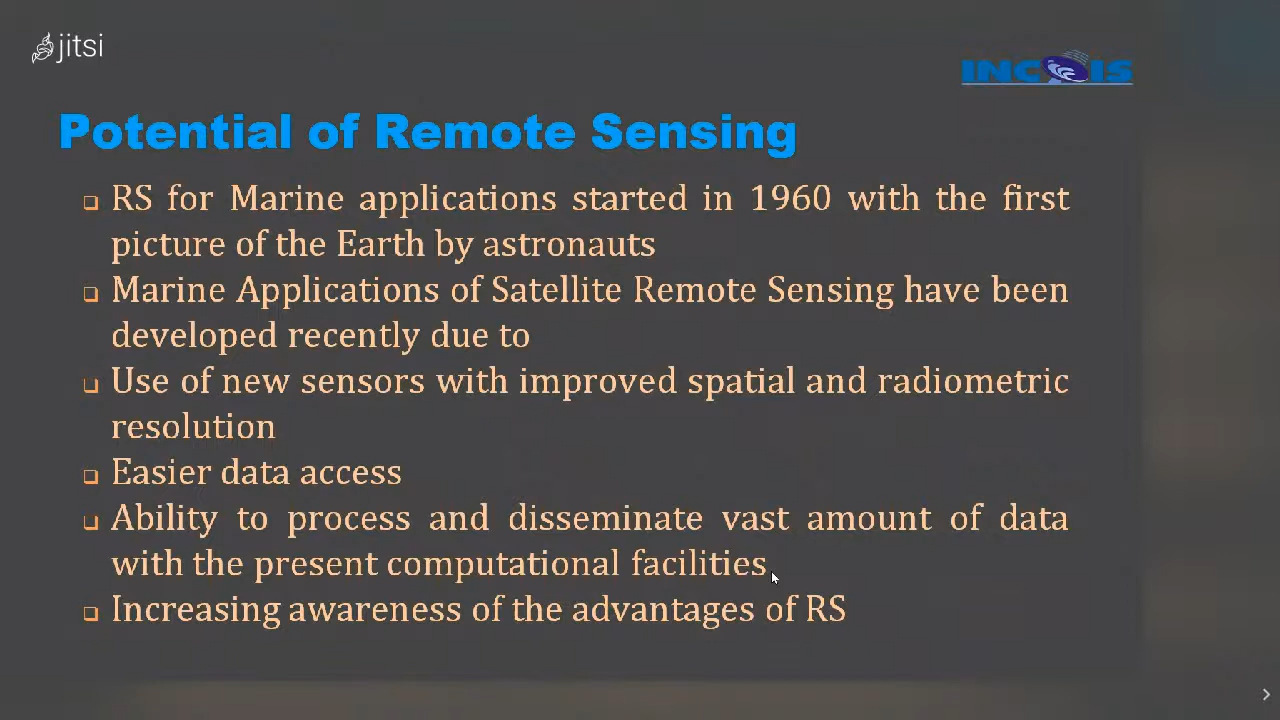 jitsi
INCOIS
Potential of Remote Sensing
RS for Marine applications started in 1960 with the first
picture of the Earth by astronauts
Marine Applications of Satellite Remote Sensing have been
developed recently due to
Use of new sensors with improved spatial and radiometric
resolution
Easier data access
Ability to process and disseminate vast amount of data
with the present computational facilities
Increasing awareness of the advantages of RS